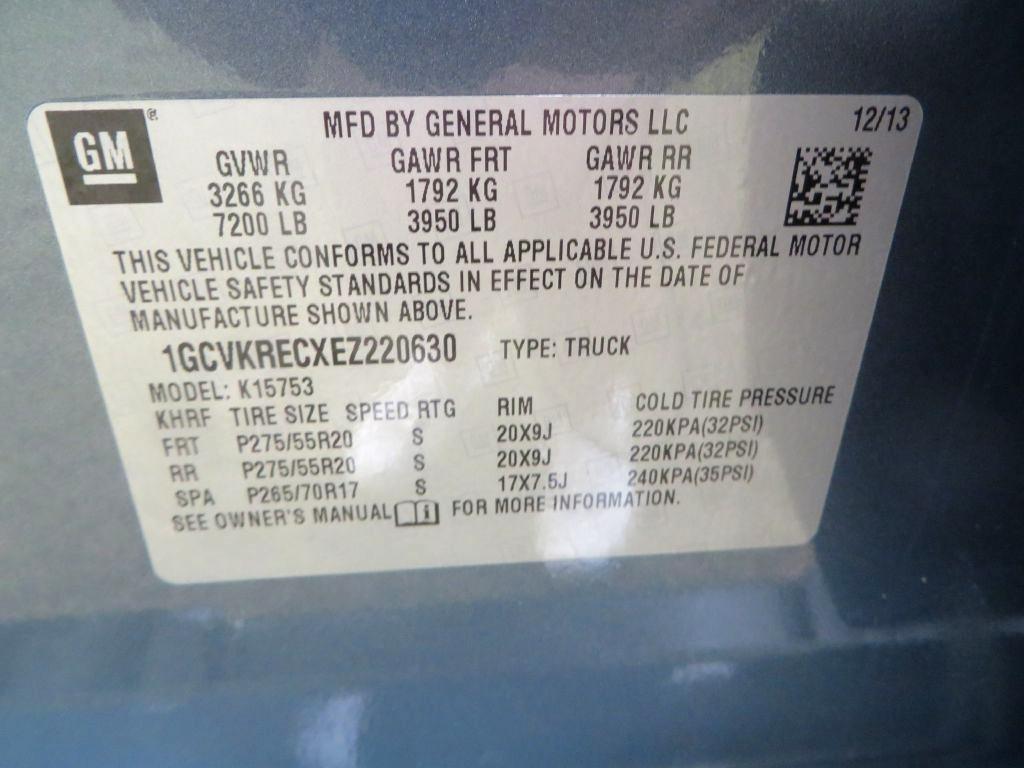 GM
MFD BY GENERAL MOTORS LLC 12/13
GVWR GAWR FRT GAWR RR
3266 KG 1792 KG 1792 KG
7200 LB 3950 LB 3950 LB
THIS VEHICLE CONFORMS TO ALL APPLICABLE U.S. FEDERAL MOTOR
VEHICLE SAFETY STANDARDS IN EFFECT ON THE DATE OF
MANUFACTURE SHOWN ABOVE.
1GCVKRECXEZ220630 TYPE: TRUCK
MODEL: K15753
KHRF TIRE SIZE SPEED RTG RIM COLD TIRE PRESSURE
FRT P275/55R20 S 20X9J 220KPA(32PSI)
RR P275/55R20 S 20X9J 220KPA(32PSI)
SPA P265/70R17 S 17X7.5J 240KPA(35PSI)
SEE OWNER'S MANUAL i FOR MORE INFORMATION.